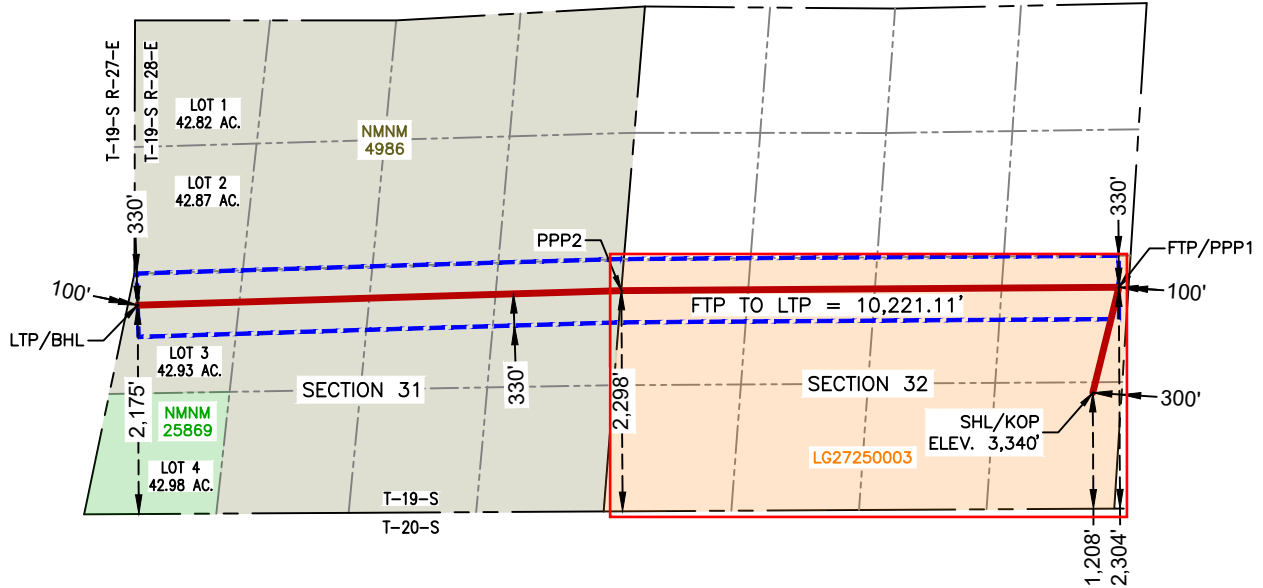 T-19-S R-27-E
T-19-S R-28-E
LOT 1
42.82 AC.
NMNM
4986
LOT 2
42.87 AC.
330'
330'
PPP2
FTP/PPP1
100'
100'
FTP TO LTP = 10,221.11'
LTP/BHL
LOT 3
42.93 AC.
SECTION 31
330'
SECTION 32
2,175'
2,298'
300'
NMNM
25869
SHL/KOP
ELEV. 3,340'
LG27250003
LOT 4
42.98 AC.
T-19-S
T-20-S
1,208'
2,304'